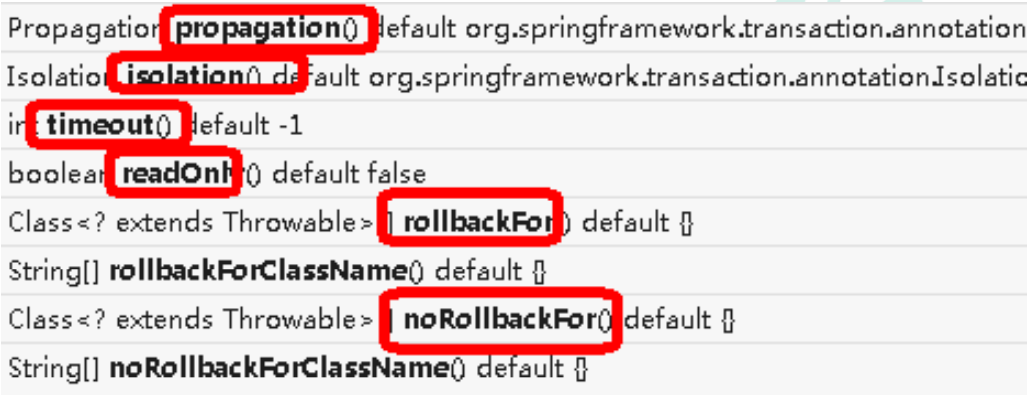 Propagation propagation() default org.springframework.transaction.annotation
Isolation isolation() default org.springframework.transaction.annotation.Isolatio
int timeout() default -1
boolean readOnly() default false
Class<? extends Throwable>[] rollbackFor() default {}
String[] rollbackForClassName() default {}
Class<? extends Throwable>[] noRollbackFor() default {}
String[] noRollbackForClassName() default {}